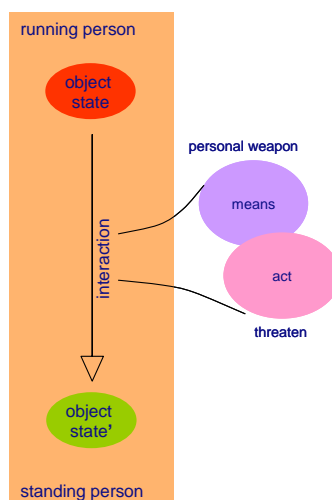 running person
object
state
personal weapon
means
interaction
act
threaten
object
state'
standing person